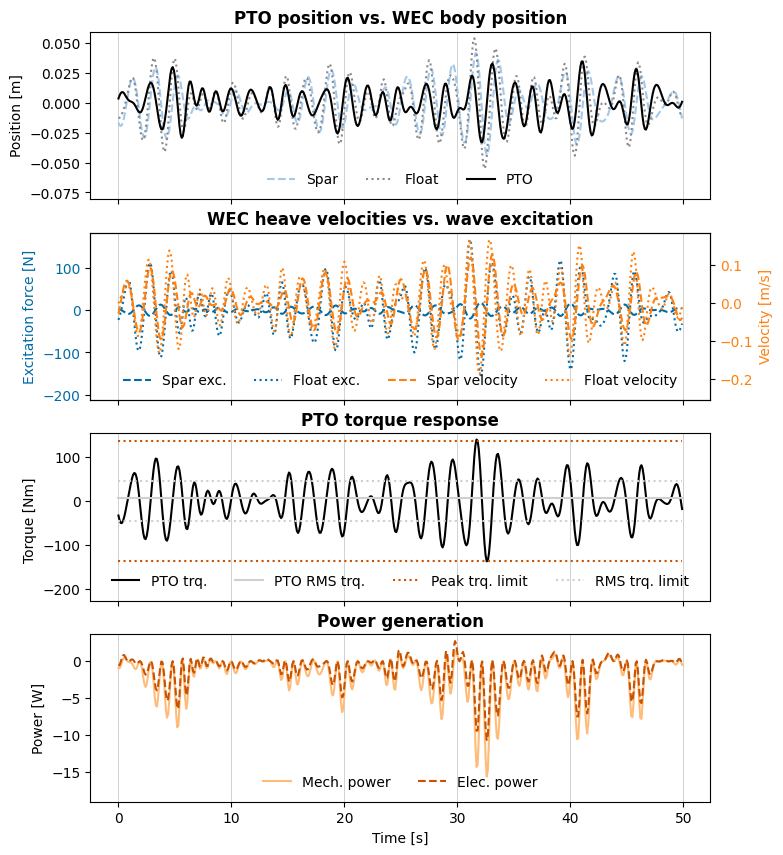 PTO position vs. WEC body position
0.050
0.025
0.000
−0.025
−0.050
−0.075
Position [m]
Spar Float PTO
WEC heave velocities vs. wave excitation
100
0
−100
−200
Excitation force [N]
0.1
0.0
−0.1
−0.2
Velocity [m/s]
Spar exc. Float exc. Spar velocity Float velocity
PTO torque response
100
0
−100
−200
Torque [Nm]
PTO trq. PTO RMS trq. Peak trq. limit RMS trq. limit
Power generation
0
−5
−10
−15
Power [W]
Mech. power Elec. power
0 10 20 30 40 50
Time [s]